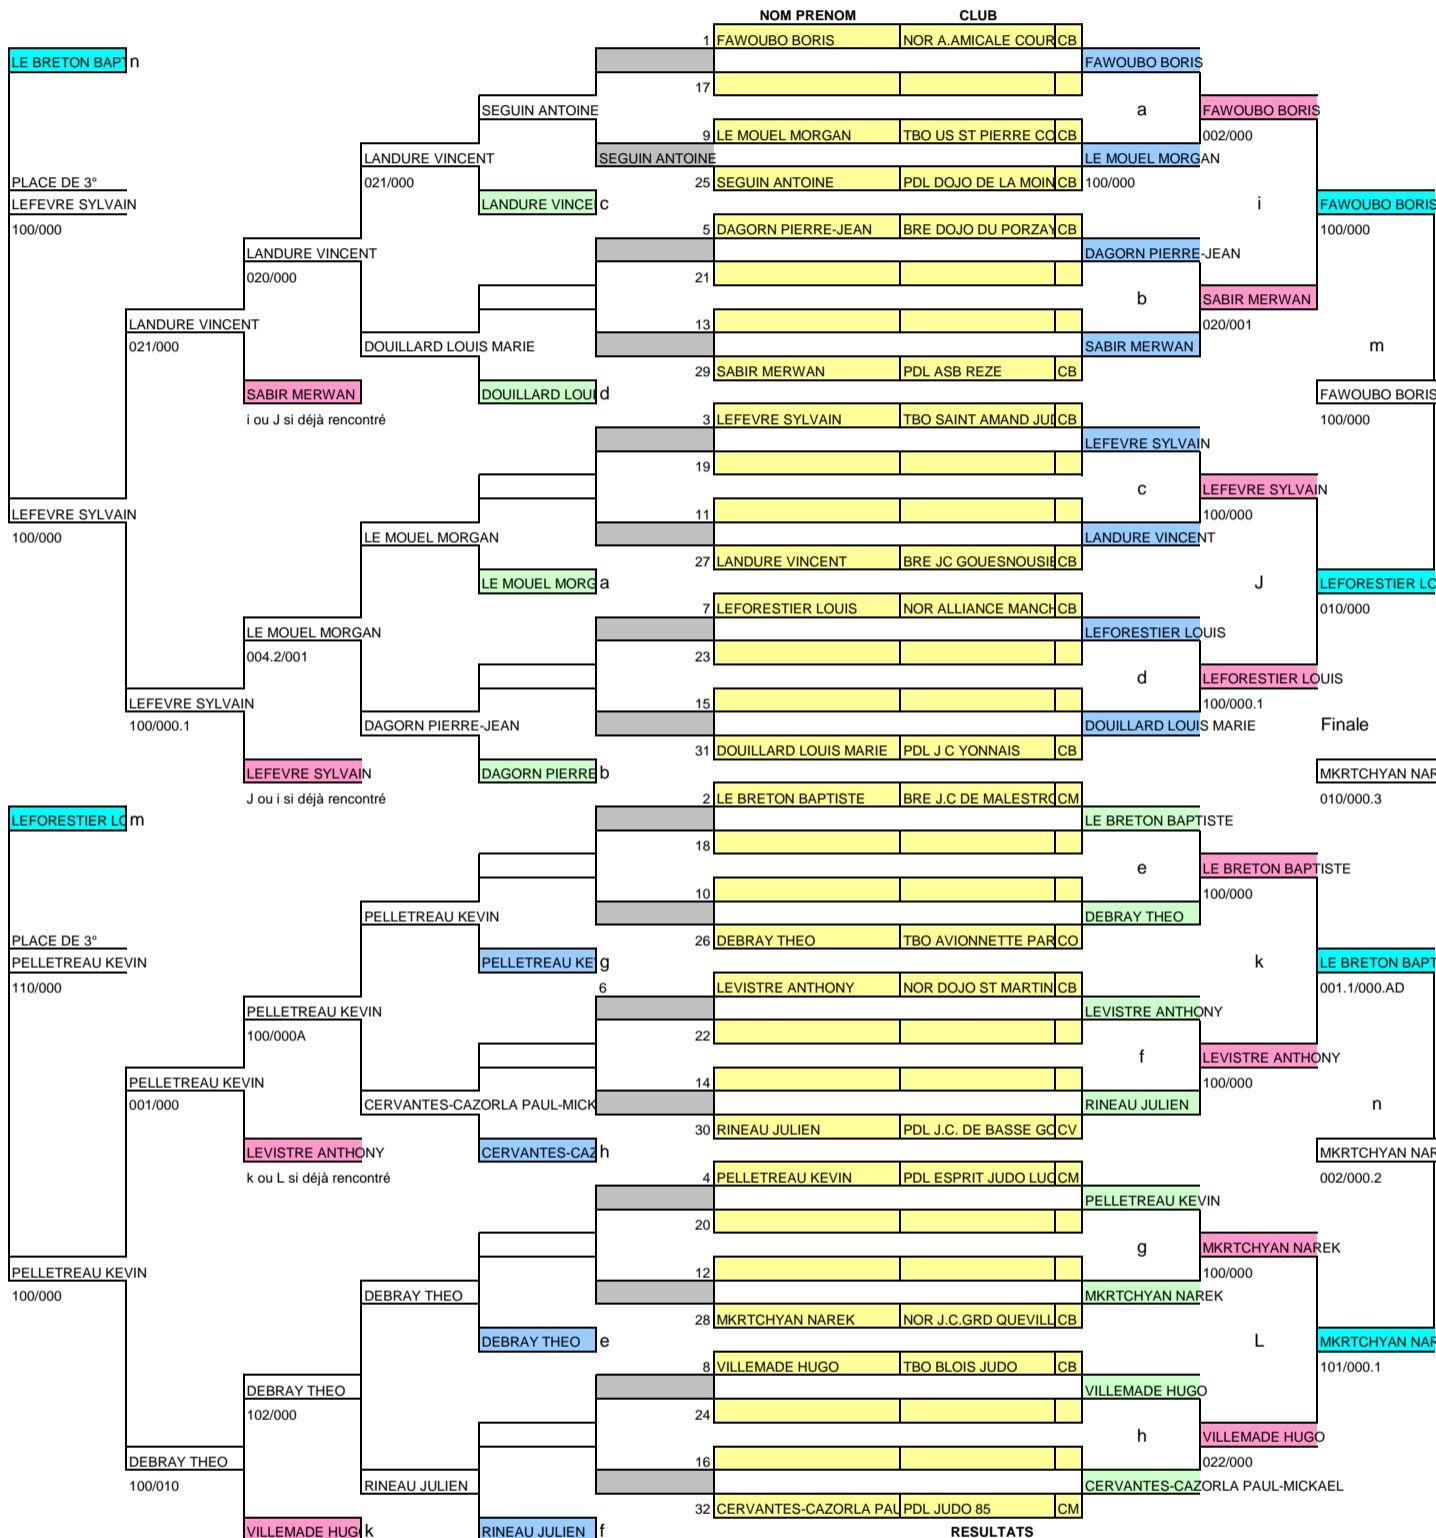 NOM PRENOM CLUB
1 FAWOUBO BORIS NOR A.AMICALE COUR CB
LE BRETON BAPT n
FAWOUBO BORIS
17
SEGUIN ANTOINE
a
FAWOUBO BORIS
9 LE MOUEL MORGAN TBO US ST PIERRE CO CB
002/000
LANDURE VINCENT
SEGUIN ANTOINE
LE MOUEL MORGAN
PLACE DE 3°
021/000
25 SEGUIN ANTOINE PDL DOJO DE LA MOIN CB
100/000
LEFEVRE SYLVAIN
LANDURE VINCE c
i
FAWOUBO BORIS
100/000
5 DAGORN PIERRE-JEAN BRE DOJO DU PORZAY CB
100/000
LANDURE VINCENT
DAGORN PIERRE-JEAN
020/000
21
b
SABIR MERWAN
LANDURE VINCENT
13
020/001
021/000
DOUILLARD LOUIS MARIE
SABIR MERWAN
m
29 SABIR MERWAN PDL ASB REZE CB
SABIR MERWAN
DOUILLARD LOUI d
FAWOUBO BORIS
i ou J si déjà rencontré
3 LEFEVRE SYLVAIN TBO SAINT AMAND JUD CB
100/000
LEFEVRE SYLVAIN
19
c
LEFEVRE SYLVAIN
LEFEVRE SYLVAIN
11
100/000
100/000
LE MOUEL MORGAN
LANDURE VINCENT
27 LANDURE VINCENT BRE JC GOUESNOUSIE CB
LE MOUEL MORG a
J
LEFORESTIER LO
7 LEFORESTIER LOUIS NOR ALLIANCE MANCH CB
010/000
LE MOUEL MORGAN
LEFORESTIER LOUIS
004.2/001
23
d
LEFORESTIER LOUIS
LEFEVRE SYLVAIN
15
100/000.1
100/000.1
DAGORN PIERRE-JEAN
DOUILLARD LOUIS MARIE
Finale
31 DOUILLARD LOUIS MARIE PDL J C YONNAIS CB
LEFEVRE SYLVAIN
DAGORN PIERRE b
MKRTCHYAN NAR
J ou i si déjà rencontré
2 LE BRETON BAPTISTE BRE J.C DE MALESTRO CM
010/000.3
LEFORESTIER LO m
LE BRETON BAPTISTE
18
e
LE BRETON BAPTISTE
10
100/000
PELLETREAU KEVIN
DEBRAY THEO
PLACE DE 3°
26 DEBRAY THEO TBO AVIONNETTE PAR CO
PELLETREAU KEVIN
PELLETREAU KE g
k
LE BRETON BAPT
110/000
6 LEVISTRE ANTHONY NOR DOJO ST MARTIN CB
001.1/000.AD
PELLETREAU KEVIN
LEVISTRE ANTHONY
100/000A
22
f
LEVISTRE ANTHONY
PELLETREAU KEVIN
14
100/000
001/000
CERVANTES-CAZORLA PAUL-MICK
RINEAU JULIEN
n
30 RINEAU JULIEN PDL J.C. DE BASSE GO CV
LEVISTRE ANTHONY
CERVANTES-CAZ h
MKRTCHYAN NAR
k ou L si déjà rencontré
4 PELLETREAU KEVIN PDL ESPRIT JUDO LUC CM
002/000.2
PELLETREAU KEVIN
20
g
MKRTCHYAN NAREK
PELLETREAU KEVIN
12
100/000
100/000
DEBRAY THEO
MKRTCHYAN NAREK
28 MKRTCHYAN NAREK NOR J.C.GRD QUEVILL CB
DEBRAY THEO e
L
MKRTCHYAN NAR
8 VILLEMADE HUGO TBO BLOIS JUDO CB
101/000.1
DEBRAY THEO
VILLEMADE HUGO
102/000
24
h
VILLEMADE HUGO
DEBRAY THEO
16
022/000
100/010
RINEAU JULIEN
CERVANTES-CAZORLA PAUL-MICKAEL
32 CERVANTES-CAZORLA PAU PDL JUDO 85 CM
VILLEMADE HUG k
RINEAU JULIEN f
RESULTATS